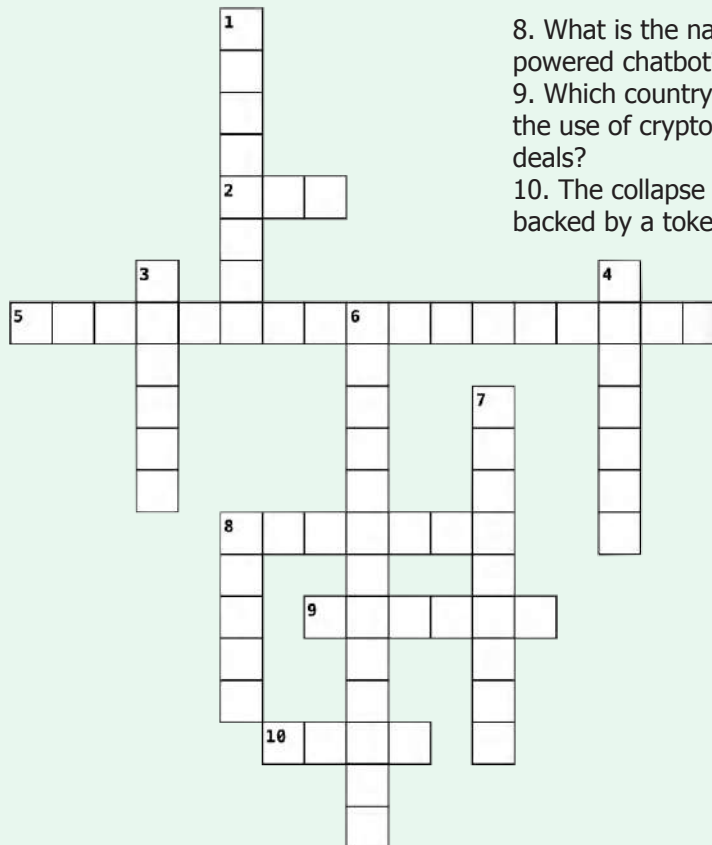 8. What is the na
powered chatbot
9. Which country
the use of crypto
deals?
10. The collapse
backed by a toke
1
2
3
4
5
6
7
8
9
10